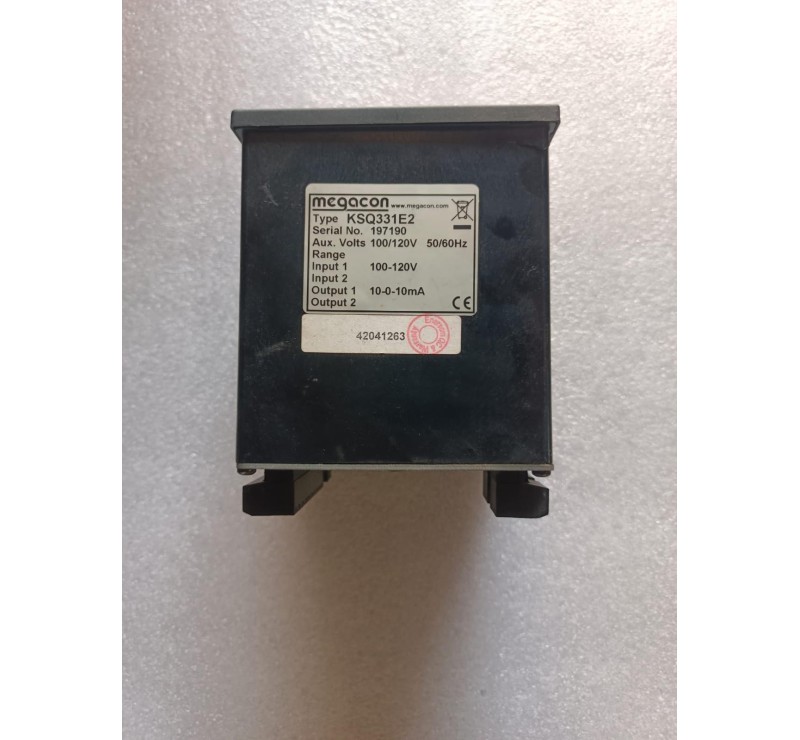 megacon www.megacon.com
Type KSQ331E2
Serial No. 197190
Aux. Volts 100/120V 50/60Hz
Range
Input 1 100-120V
Input 2
Output 1 10-0-10mA
Output 2 CE
42041263